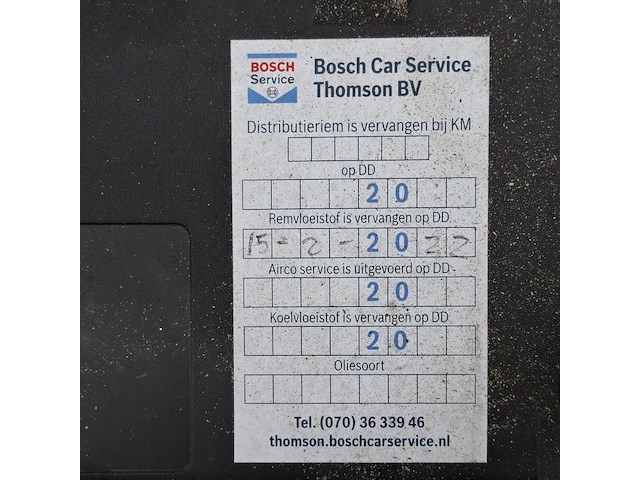 BOSCH
Service
Bosch Car Service
Thomson BV
Distributieriem is vervangen bij KM
op DD
20
Remvloeistof is vervangen op DD
15-2-2022
Airco service is uitgevoerd op DD
20
Koelvloeistof is vervangen op DD
20
Oliesoort
Tel. (070) 36 339 46
thomson.boschcarservice.nl